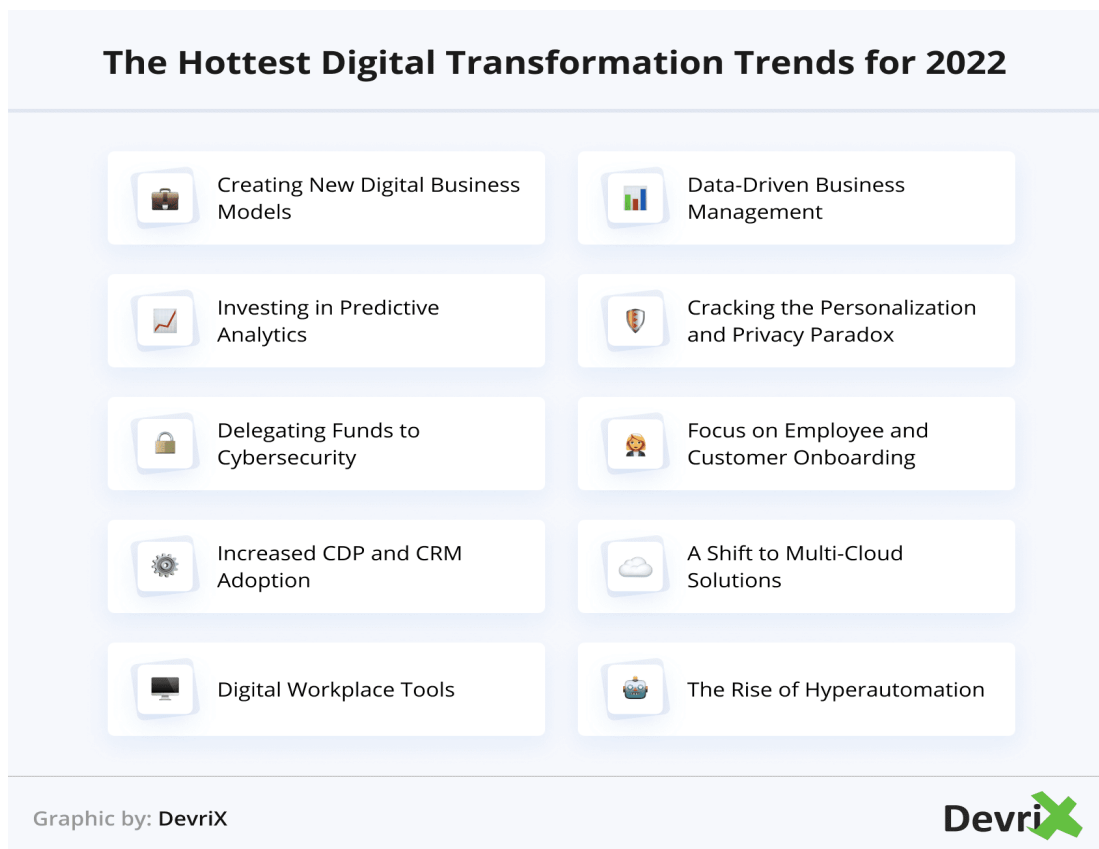 The Hottest Digital Transformation Trends for 2022
Creating New Digital Business
Models
Data-Driven Business
Management
Investing in Predictive
Analytics
Cracking the Personalization
and Privacy Paradox
Delegating Funds to
Cybersecurity
Focus on Employee and
Customer Onboarding
Increased CDP and CRM
Adoption
A Shift to Multi-Cloud
Solutions
Digital Workplace Tools
The Rise of Hyperautomation
Graphic by: DevriX
DevriX